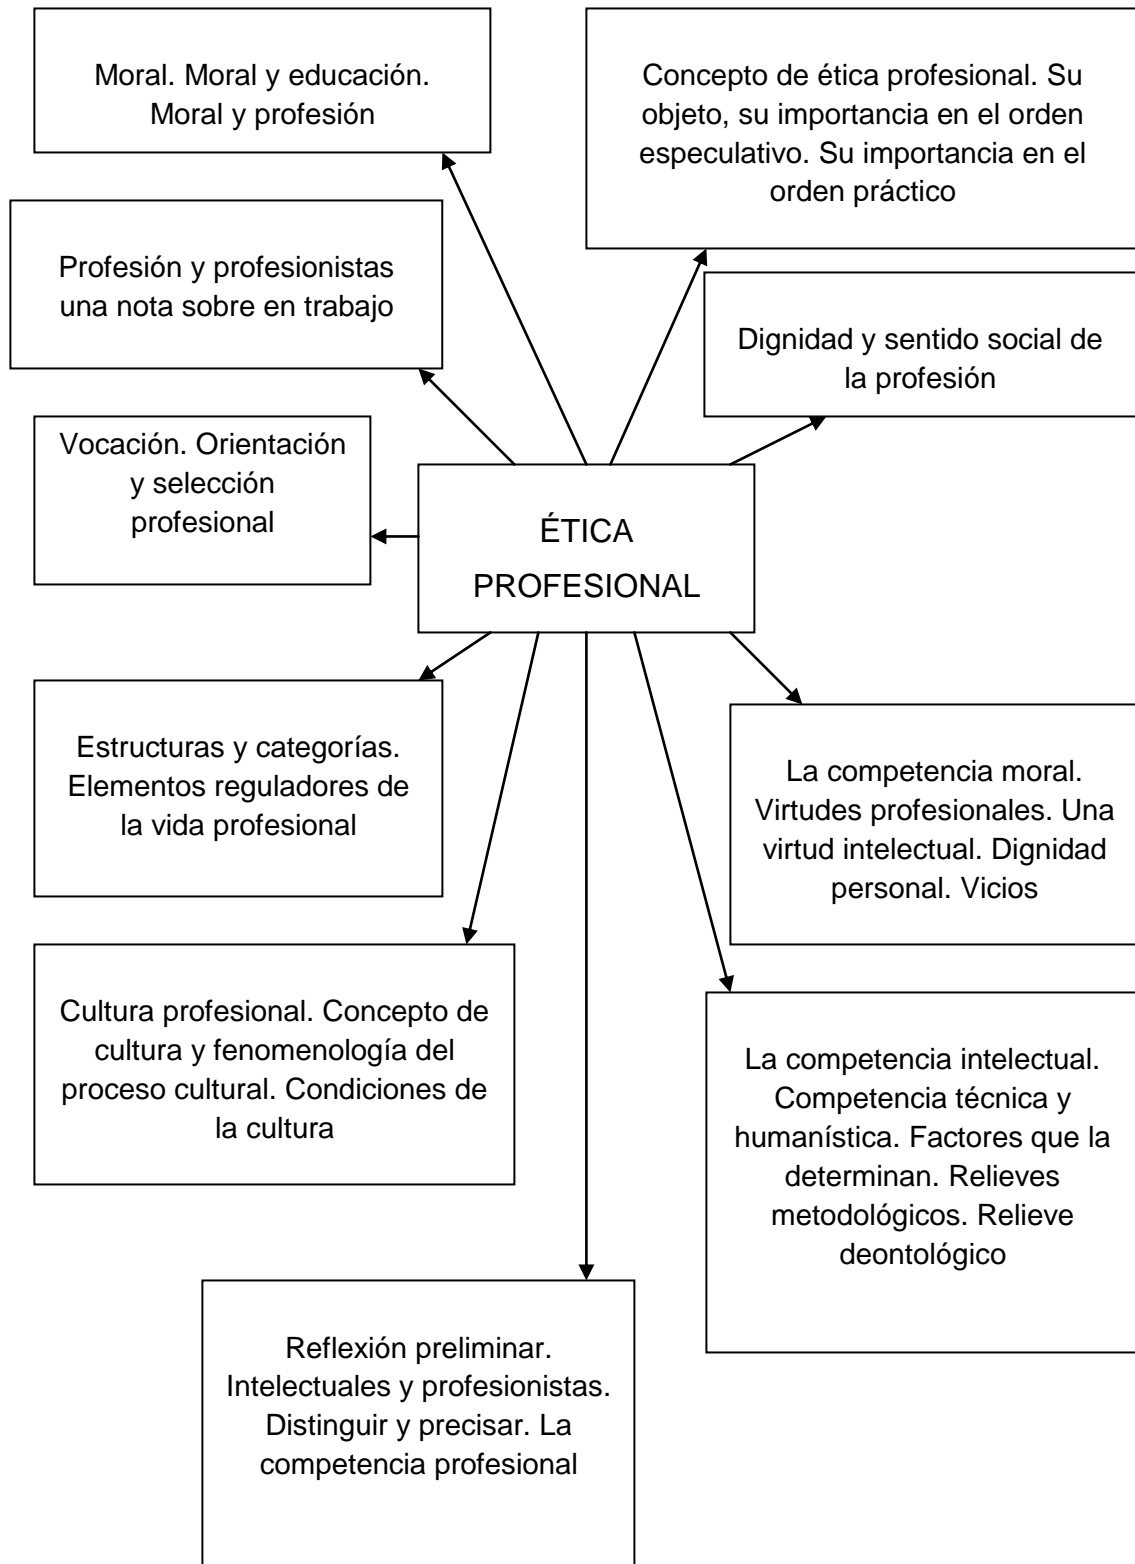 Moral. Moral y educación.
Moral y profesión
Concepto de ética profesional. Su
objeto, su importancia en el orden
especulativo. Su importancia en el
orden práctico
Profesión y profesionistas
una nota sobre en trabajo
Dignidad y sentido social de
la profesión
Vocación. Orientación
y selección
profesional
ÉTICA
PROFESIONAL
Estructuras y categorías.
Elementos reguladores de
la vida profesional
La competencia moral.
Virtudes profesionales. Una
virtud intelectual. Dignidad
personal. Vicios
Cultura profesional. Concepto de
cultura y fenomenología del
proceso cultural. Condiciones de
la cultura
La competencia intelectual.
Competencia técnica y
humanística. Factores que la
determinan. Relieves
metodológicos. Relieve
deontológico
Reflexión preliminar.
Intelectuales y profesionistas.
Distinguir y precisar. La
competencia profesional